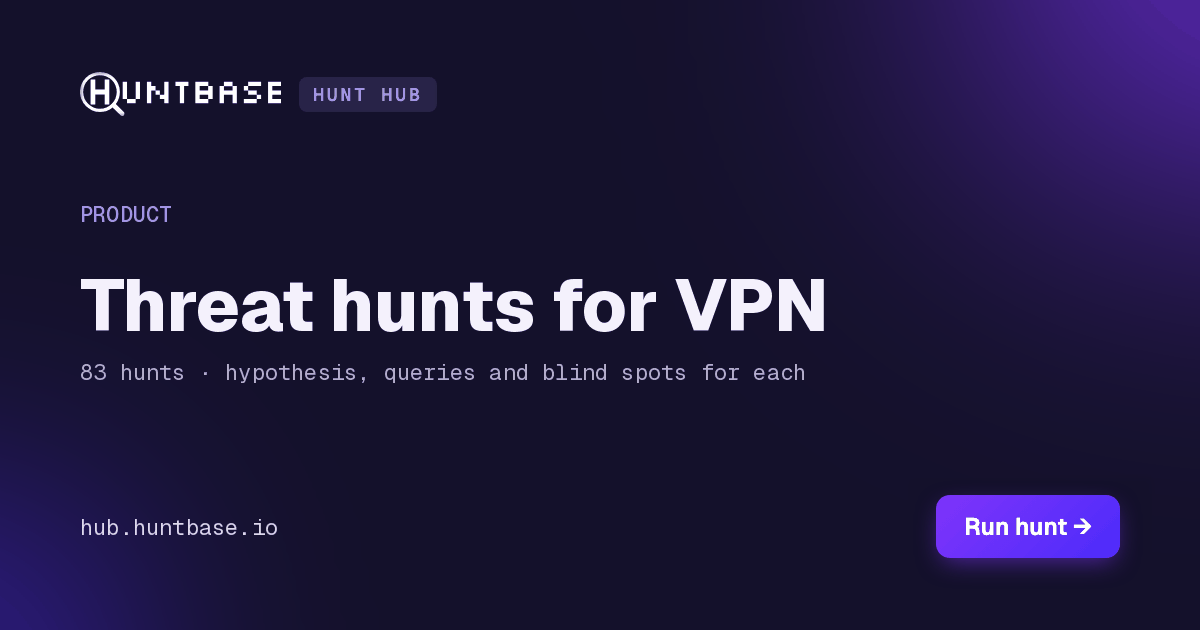 HUNTBASE HUNT HUB
PRODUCT
Threat hunts for VPN
83 hunts · hypothesis, queries and blind spots for each
hub.huntbase.io
Run hunt →